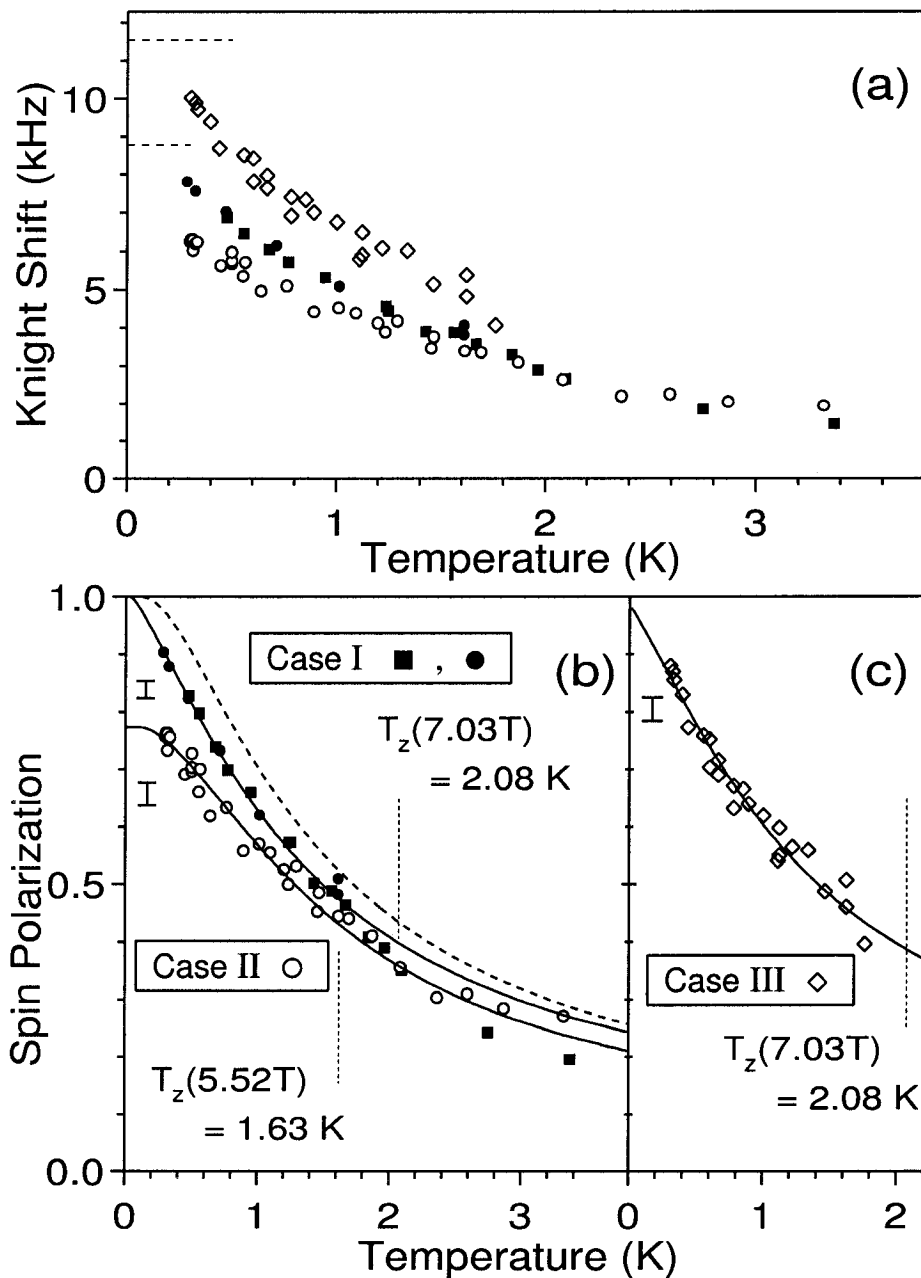 (a)
Knight Shift (kHz)
10
5
0
0 1 2 3
Temperature (K)
1.0
0.5
0.0
Spin Polarization
Case I ■ , ●
(b)
T_z(7.03T)
= 2.08 K
Case II ○
T_z(5.52T)
= 1.63 K
(c)
Case III ◇
T_z(7.03T)
= 2.08 K
0 1 2 3
0 1 2
Temperature (K)